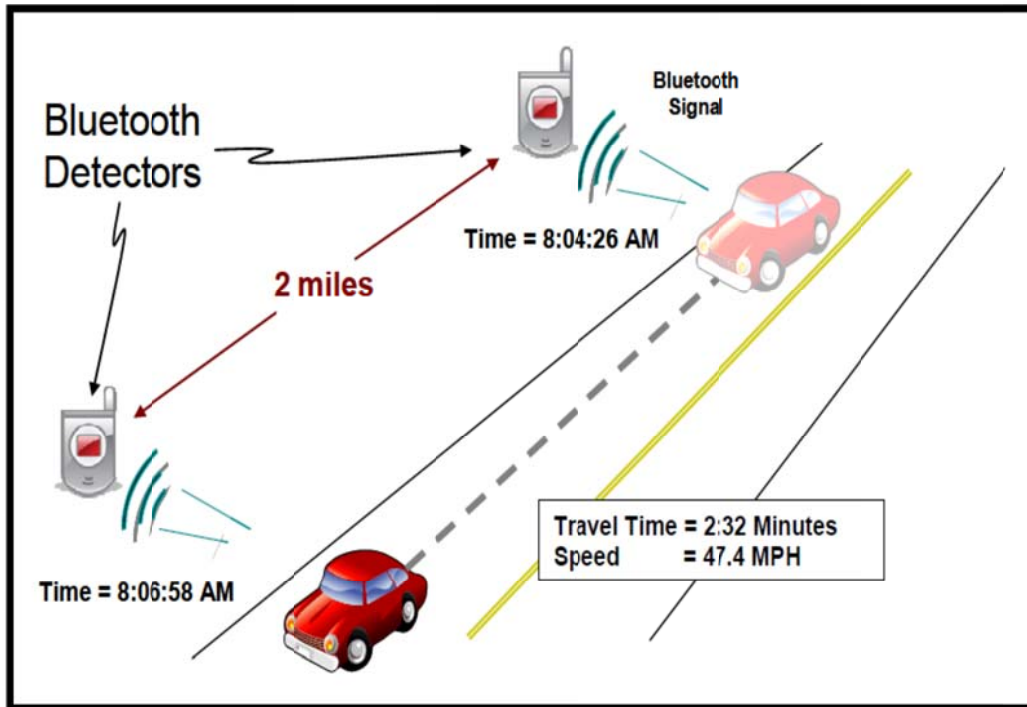 Bluetooth
Detectors
Bluetooth
Signal
Time = 8:04:26 AM
2 miles
Time = 8:06:58 AM
Travel Time = 2:32 Minutes
Speed = 47.4 MPH